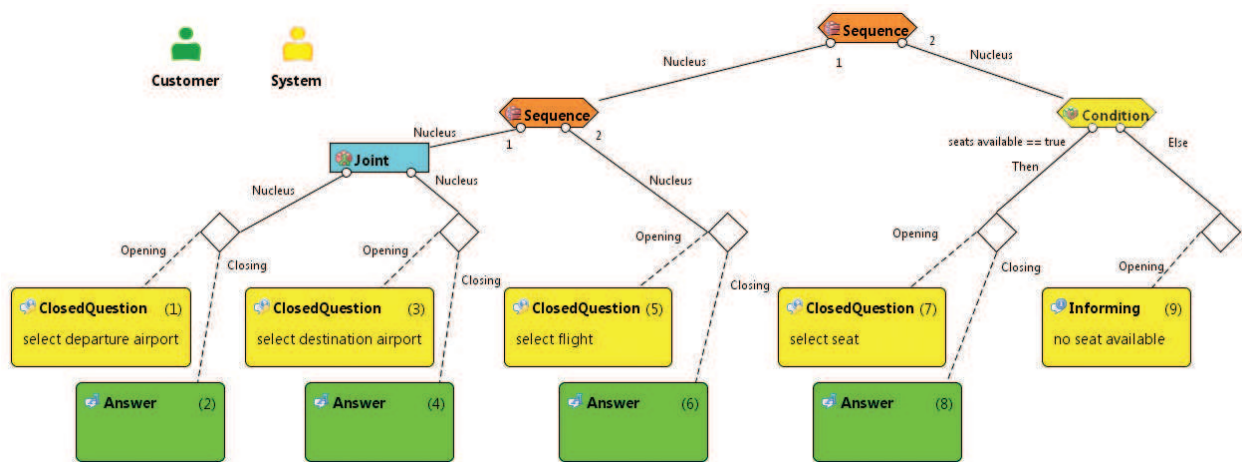 Sequence
2
Nucleus
1
Nucleus
Customer
System
Sequence
Condition
Nucleus
1
2
seats available == true
Else
Joint
Then
Nucleus
Nucleus
Nucleus
Opening
Closing
Opening
Closing
Opening
Closing
Opening
Closing
Opening
ClosedQuestion (1)
select departure airport
ClosedQuestion (3)
select destination airport
ClosedQuestion (5)
select flight
ClosedQuestion (7)
select seat
Informing (9)
no seat available
Answer (2)
Answer (4)
Answer (6)
Answer (8)